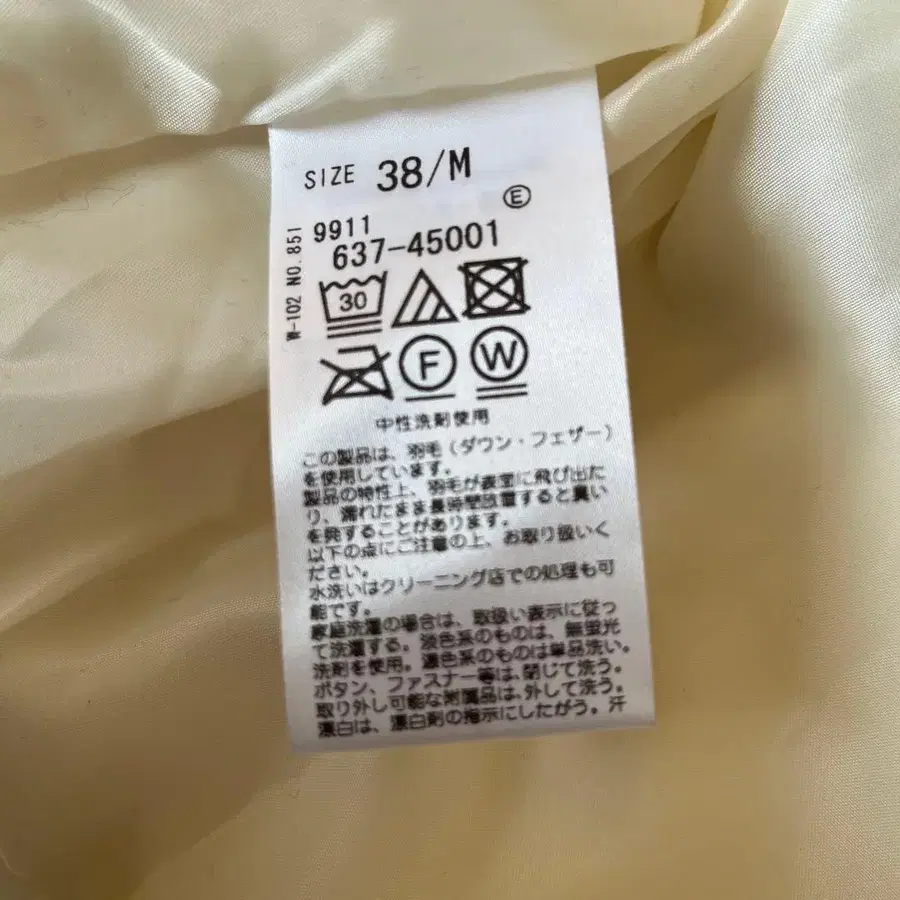 SIZE 38/M
E
W-102 NO.851
9911
637-45001
30
F
W
中性洗剤使用
この製品は、羽毛(ダウン・フェザー)
を使用しています。
製品の特性上、羽毛が表面に飛び出た
り、濡れたまま長時間放置すると臭い
を発することがあります。
以下の点にご注意の上、お取り扱いく
ださい。
水洗いはクリーニング店での処理も可
能です。
家庭洗濯の場合は、取扱い表示に従っ
て洗濯する。淡色系のものは、無蛍光
洗剤を使用。濃色系のものは単品洗い。
ボタン、ファスナー等は、閉じて洗う。
取り外し可能な附属品は、外して洗う。汗
漂白は、漂白剤の指示にしたがう。